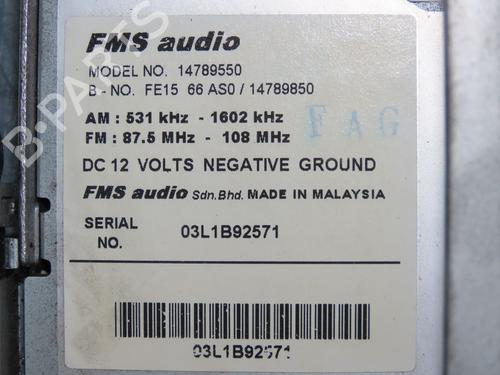 FMS audio
MODEL NO. 14789550
B - NO. FE15 66 AS0 / 14789850
AM : 531 kHz - 1602 kHz
FM : 87.5 MHz - 108 MHz
FAG
DC 12 VOLTS NEGATIVE GROUND
FMS audio Sdn.Bhd. MADE IN MALAYSIA
SERIAL NO. 03L1B92571
03L1B92571
B-PARTS